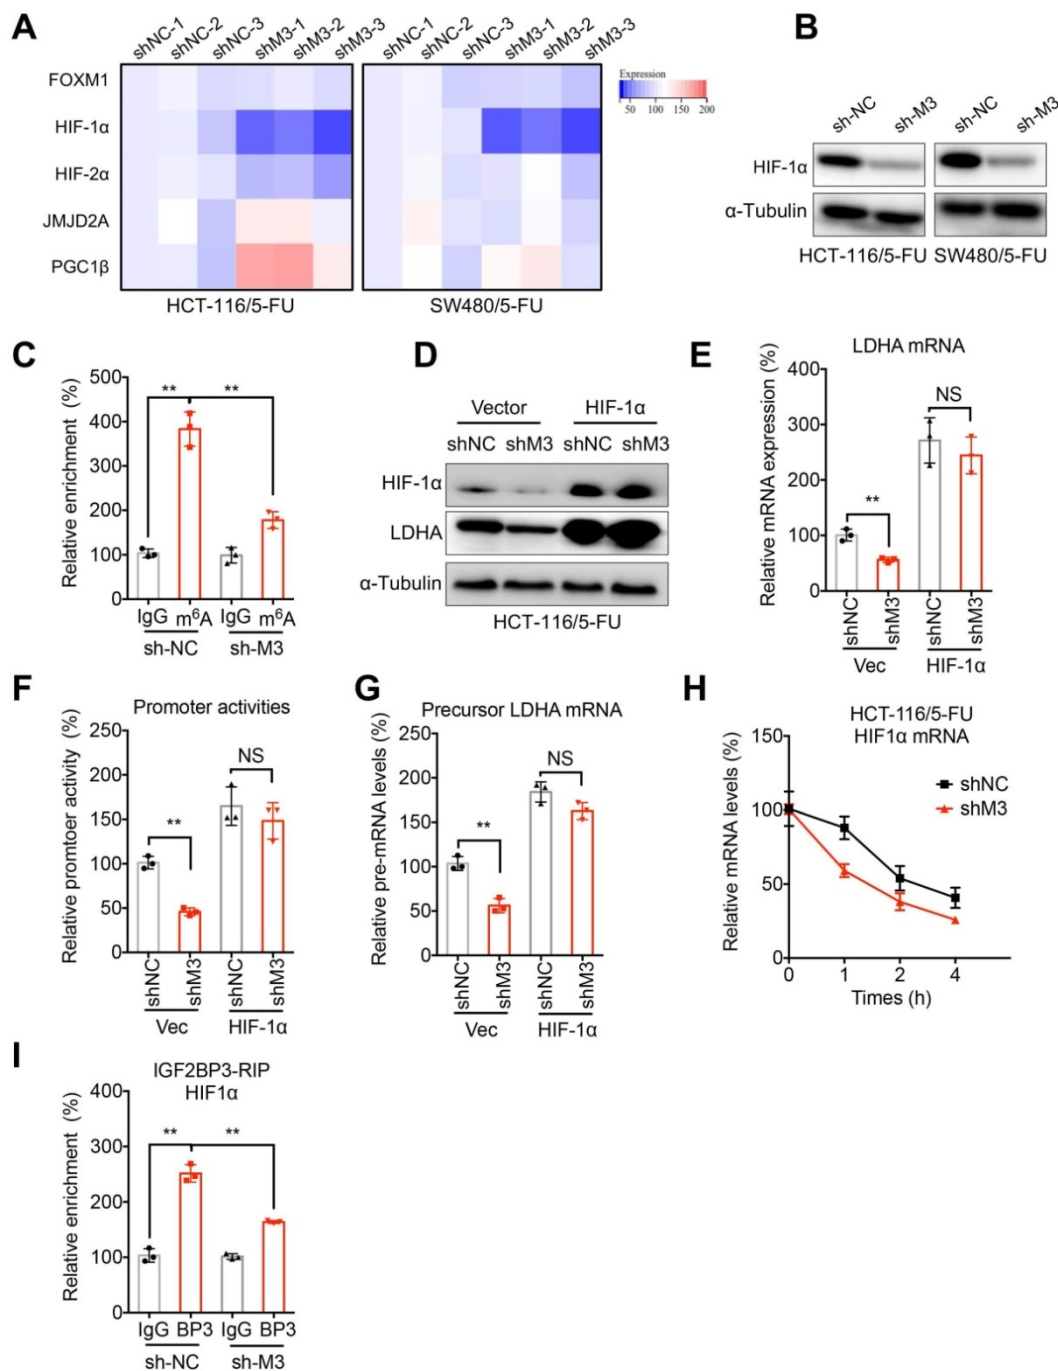 A
shNC-1 shNC-2 shNC-3 shM3-1 shM3-2 shM3-3 shNC-1 shNC-2 shNC-3 shM3-1 shM3-2 shM3-3
FOXM1
HIF-1α
HIF-2α
JMJD2A
PGC1β
HCT-116/5-FU SW480/5-FU
Expression
50 100 150 200
B
sh-NC sh-M3 sh-NC sh-M3
HIF-1α
α-Tubulin
HCT-116/5-FU SW480/5-FU
C
Relative enrichment (%)
500
400
300
200
100
0
** **
IgG m⁶A IgG m⁶A
sh-NC sh-M3
D
Vector HIF-1α
shNC shM3 shNC shM3
HIF-1α
LDHA
α-Tubulin
HCT-116/5-FU
E
LDHA mRNA
Relative mRNA expression (%)
400
300
200
100
0
** NS
shNC shM3 shNC shM3
Vec HIF-1α
F
Promoter activities
Relative promtoer activity (%)
250
200
150
100
50
0
** NS
shNC shM3 shNC shM3
Vec HIF-1α
G
Precursor LDHA mRNA
Relative pre-mRNA levels (%)
250
200
150
100
50
0
** NS
shNC shM3 shNC shM3
Vec HIF-1α
H
HCT-116/5-FU
HIF1α mRNA
Relative mRNA levels (%)
150
100
50
0
shNC
shM3
0 1 2 4
Times (h)
I
IGF2BP3-RIP
HIF1α
Relative enrichment (%)
400
300
200
100
0
** **
IgG BP3 IgG BP3
sh-NC sh-M3